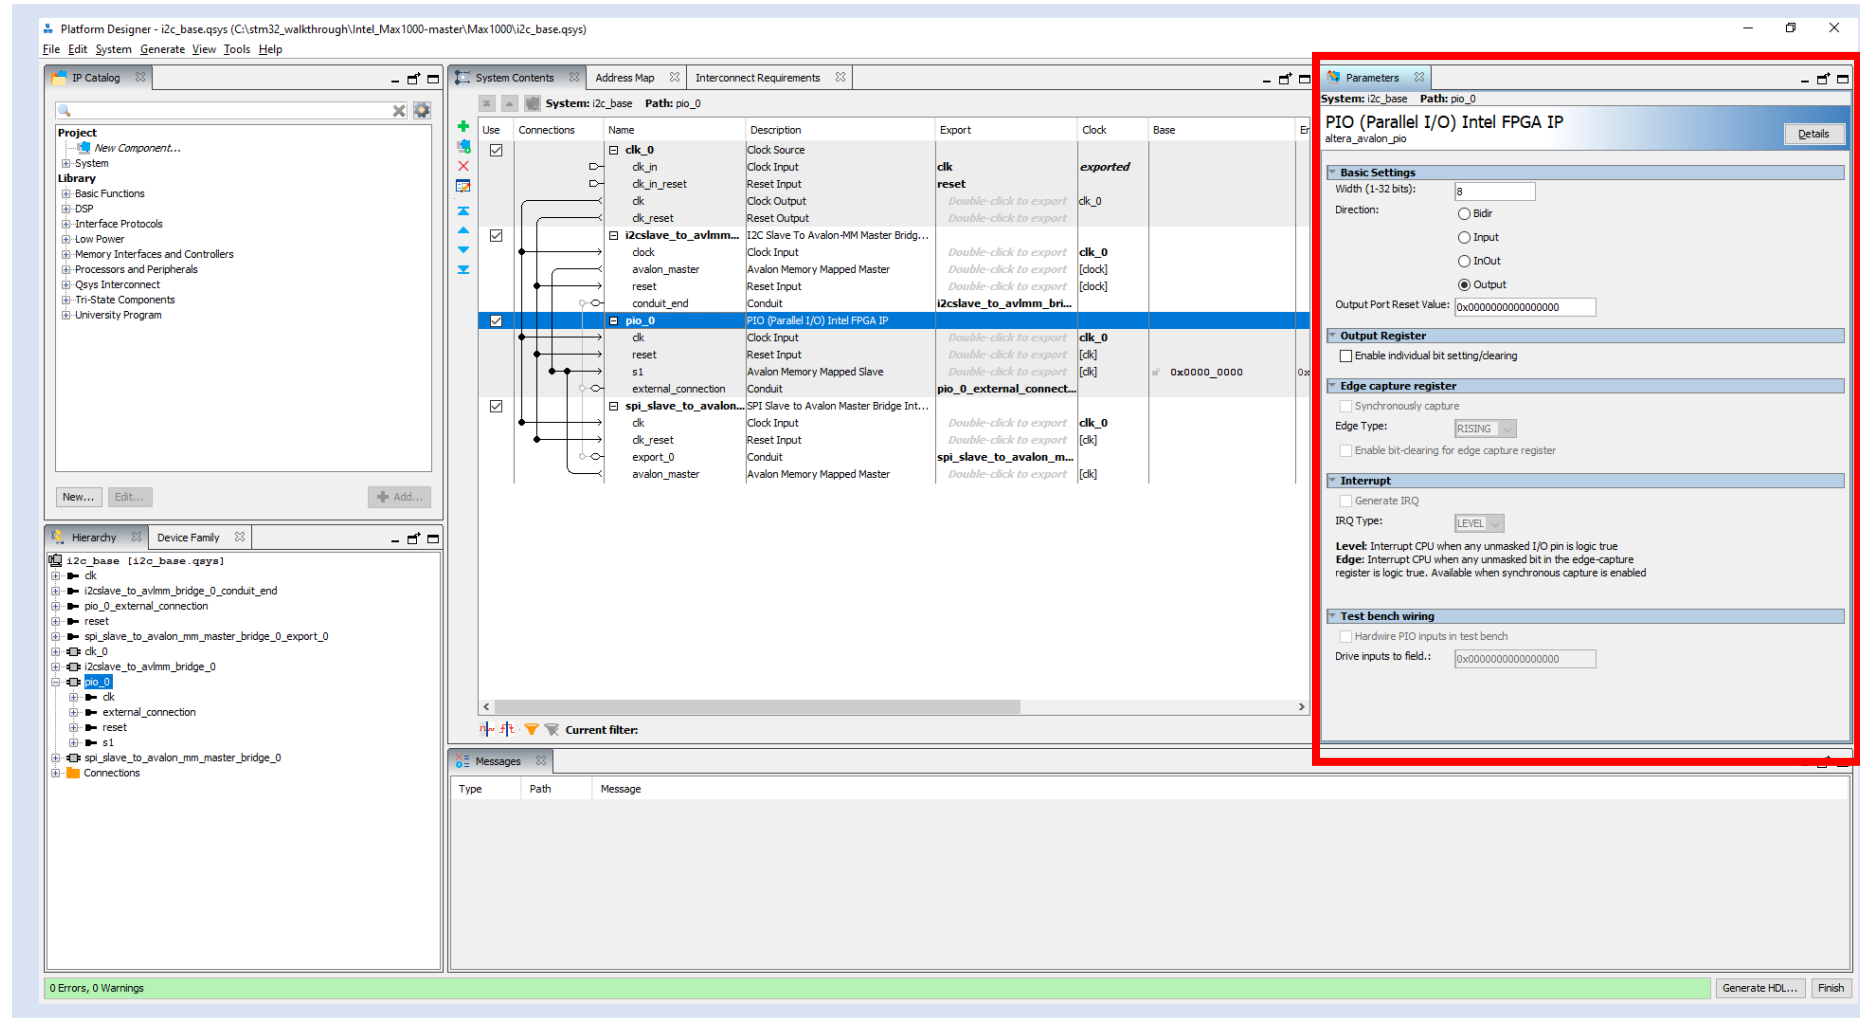 Platform Designer - i2c_base.qsys (C:\stm32_walkthrough\Intel_Max1000-master\Max1000\i2c_base.qsys)
File Edit System Generate View Tools Help
IP Catalog
Project
New Component...
System
Library
Basic Functions
DSP
Interface Protocols
Low Power
Memory Interfaces and Controllers
Processors and Peripherals
Qsys Interconnect
Tri-State Components
University Program
New... Edit... Add...
Hierarchy Device Family
i2c_base [i2c_base.qsys]
clk
i2cslave_to_avlmm_bridge_0_conduit_end
pio_0_external_connection
reset
spi_slave_to_avalon_mm_master_bridge_0_export_0
clk_0
i2cslave_to_avlmm_bridge_0
pio_0
clk
external_connection
reset
s1
spi_slave_to_avalon_mm_master_bridge_0
Connections
System Contents Address Map Interconnect Requirements
System: i2c_base Path: pio_0
Use Connections Name Description Export Clock Base
clk_0 Clock Source
clk_in Clock Input clk exported
clk_in_reset Reset Input reset
clk Clock Output Double-click to export clk_0
clk_reset Reset Output Double-click to export
i2cslave_to_avlmm... I2C Slave To Avalon-MM Master Bridg...
clock Clock Input Double-click to export clk_0
avalon_master Avalon Memory Mapped Master Double-click to export [clock]
reset Reset Input Double-click to export [clock]
conduit_end Conduit i2cslave_to_avlmm_bri...
pio_0 PIO (Parallel I/O) Intel FPGA IP
clk Clock Input Double-click to export clk_0
reset Reset Input Double-click to export [clk]
s1 Avalon Memory Mapped Slave Double-click to export [clk] 0x0000_0000 0x
external_connection Conduit pio_0_external_connect...
spi_slave_to_avalon... SPI Slave to Avalon Master Bridge Int...
clk Clock Input Double-click to export clk_0
clk_reset Reset Input Double-click to export [clk]
export_0 Conduit spi_slave_to_avalon_m...
avalon_master Avalon Memory Mapped Master Double-click to export [clk]
Current filter:
Messages
Type Path Message
Parameters
System: i2c_base Path: pio_0
PIO (Parallel I/O) Intel FPGA IP
altera_avalon_pio
Details
Basic Settings
Width (1-32 bits): 8
Direction: Bidir
Input
InOut
Output
Output Port Reset Value: 0x0000000000000000
Output Register
Enable individual bit setting/clearing
Edge capture register
Synchronously capture
Edge Type: RISING
Enable bit-clearing for edge capture register
Interrupt
Generate IRQ
IRQ Type: LEVEL
Level: Interrupt CPU when any unmasked I/O pin is logic true
Edge: Interrupt CPU when any unmasked bit in the edge-capture
register is logic true. Available when synchronous capture is enabled
Test bench wiring
Hardwire PIO inputs in test bench
Drive inputs to field.: 0x0000000000000000
0 Errors, 0 Warnings
Generate HDL... Finish